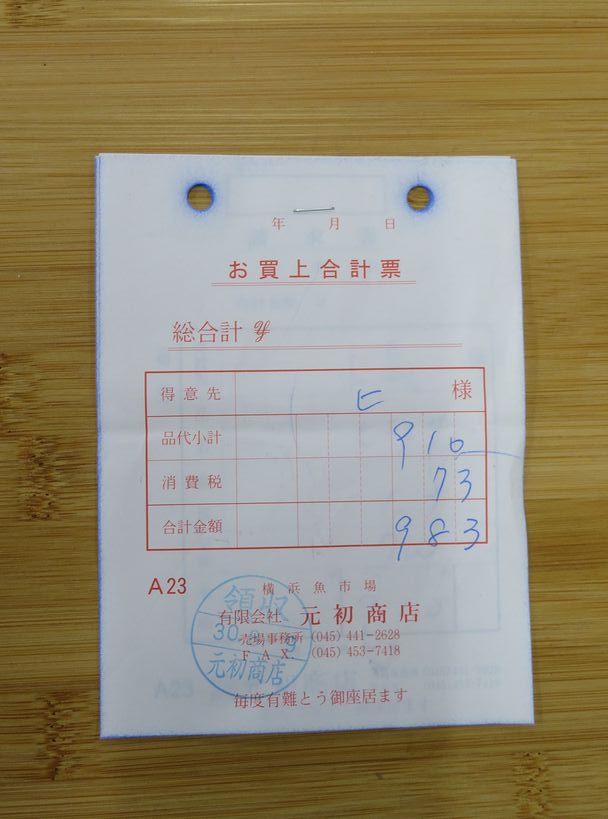 年 月 日
お買上合計票
総合計 ¥
得意先 ヒ 様
品代小計 910
消費税 73
合計金額 983
A23
横浜魚市場
有限会社 元初商店
売場事務所 (045) 441-2628
FAX. (045) 453-7418
毎度有難とう御座居ます
領収
30.
元初商店